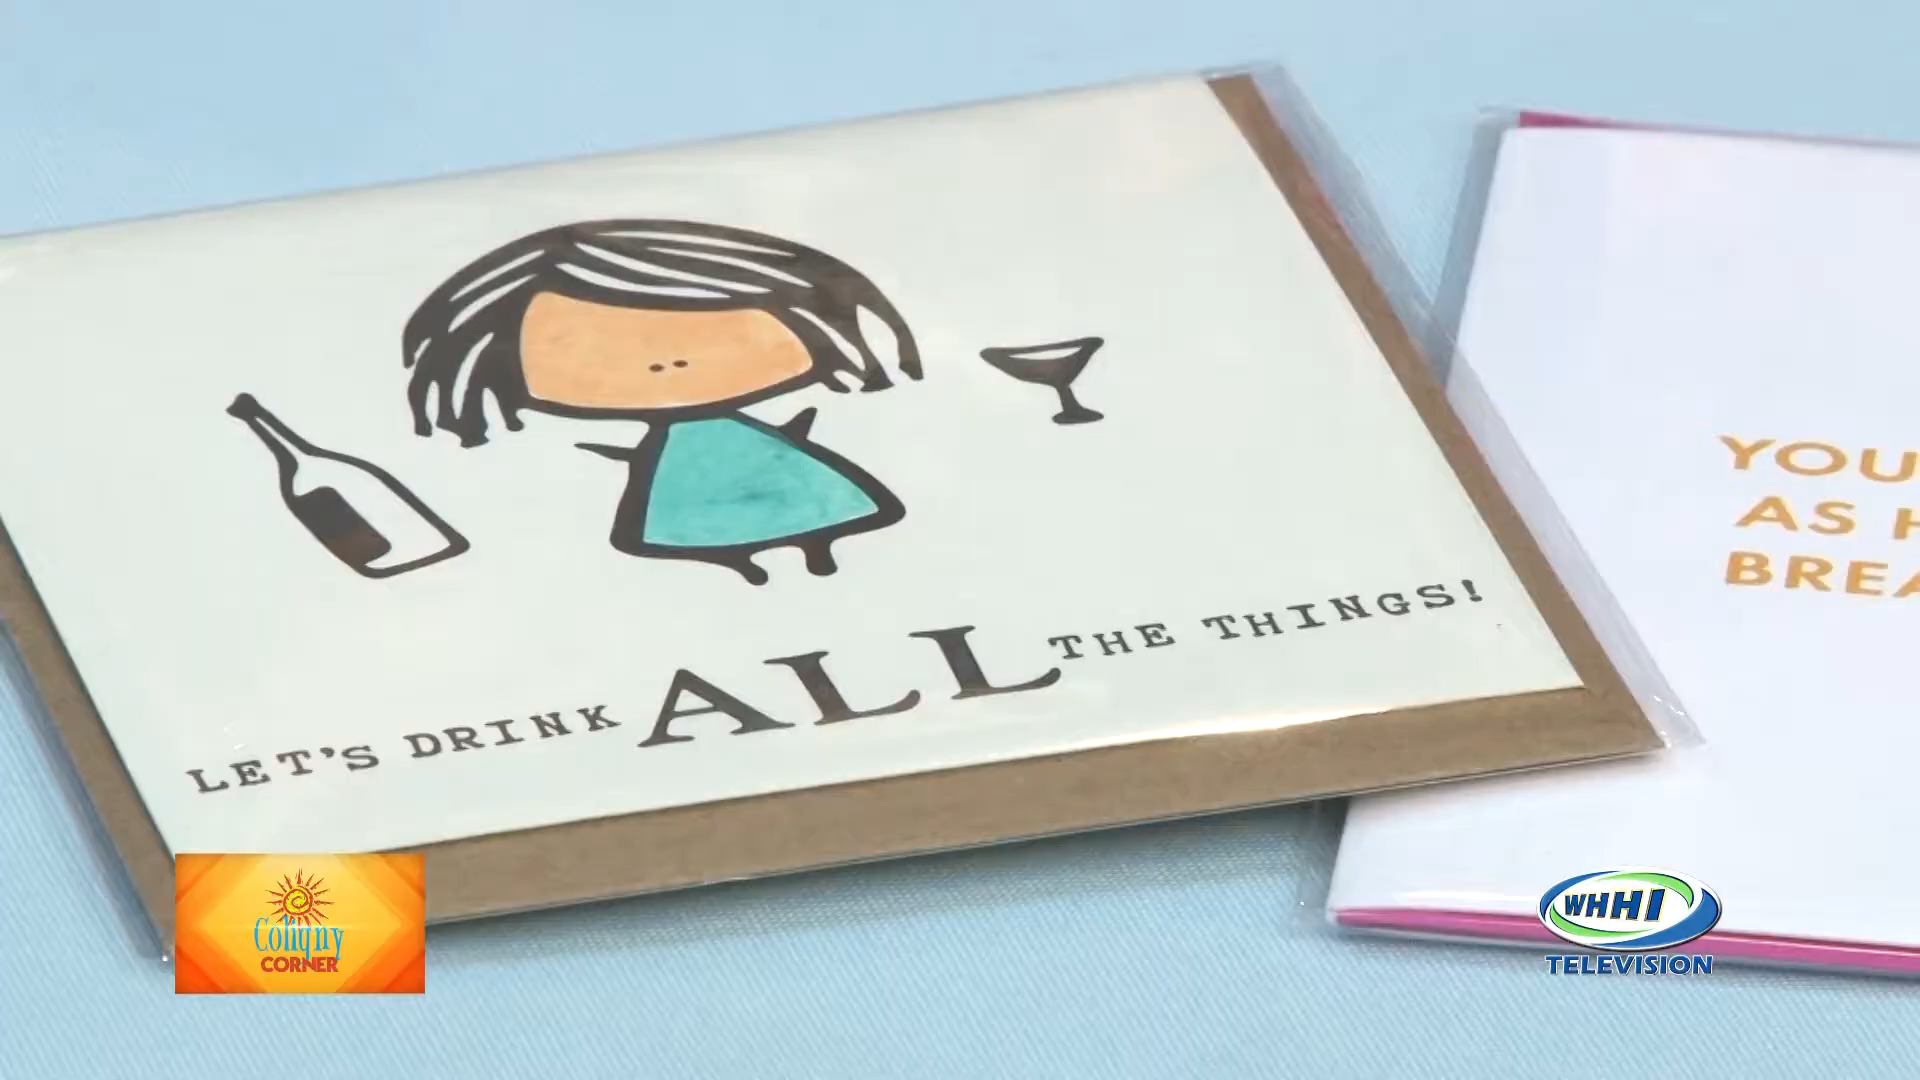 LET'S DRINK ALL THE THINGS!
YOU
AS H
BREA
Coligny
CORNER
WHHI
TELEVISION